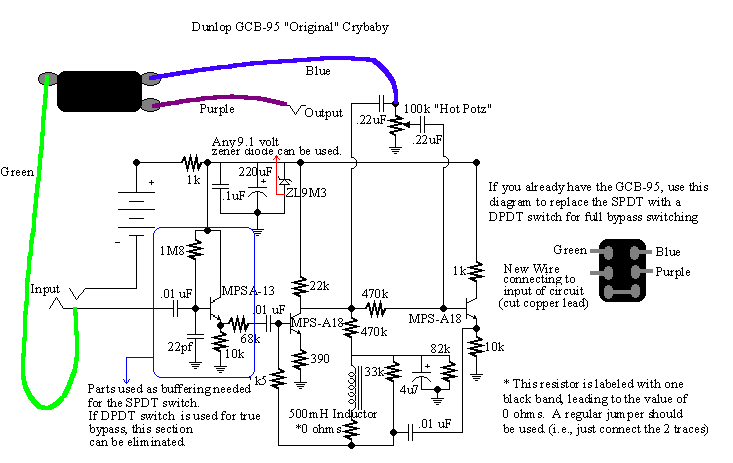 Dunlop GCB-95 "Original" Crybaby
Blue
Purple
Output
100k "Hot Potz"
.22uF
.22uF
Green
Any 9.1 volt
zener diode can be used.
1k
220uF
+
.1uF
ZL9M3
+
-
If you already have the GCB-95, use this
diagram to replace the SPDT with a
DPDT switch for full bypass switching
Green
Blue
Purple
New Wire
connecting to
input of circuit
(cut copper lead)
1M8
MPSA-13
22k
1k
Input
.01 uF
.01 uF
470k
MPS-A18
MPS-A18
68k
470k
22pf
10k
390
82k
10k
1k5
33k
+
4u7
Parts used as buffering needed
for the SPDT switch.
If DPDT switch is used for true
bypass, this section
can be eliminated.
500mH Inductor
*0 ohms
.01 uF
* This resistor is labeled with one
black band, leading to the value of
0 ohms. A regular jumper should
be used. (i.e., just connect the 2 traces)